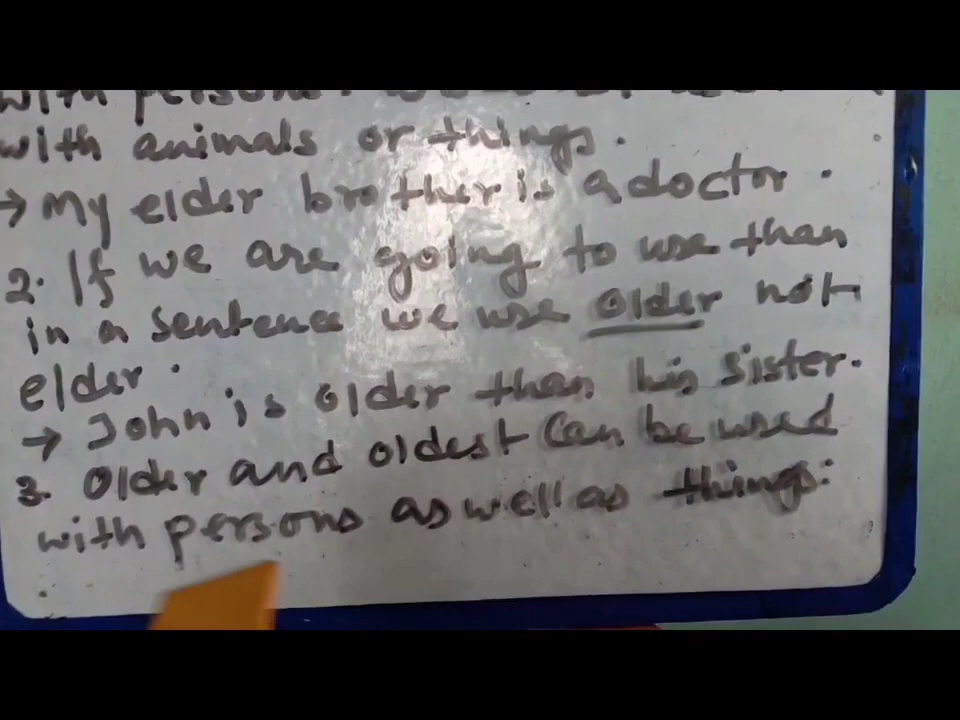 with persons
with animals or things.
→ My elder brother is a doctor.
2. If we are going to use than
in a sentence we use older not
elder.
→ John is older than his sister.
3. Older and oldest can be used
with persons as well as things: